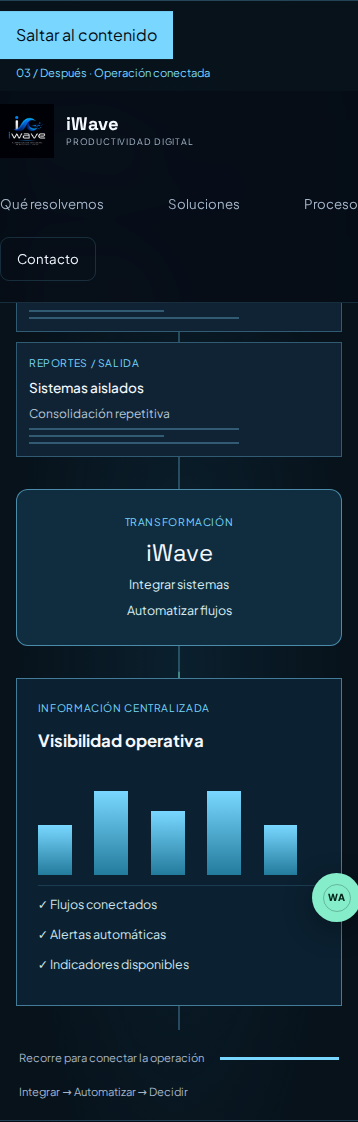 Saltar al contenido
03 / Después · Operación conectada
iWave
iWave
PRODUCTIVIDAD DIGITAL
Qué resolvemos Soluciones Proceso
Contacto
REPORTES / SALIDA
Sistemas aislados
Consolidación repetitiva
TRANSFORMACIÓN
iWave
Integrar sistemas
Automatizar flujos
INFORMACIÓN CENTRALIZADA
Visibilidad operativa
✓ Flujos conectados
✓ Alertas automáticas
WA
✓ Indicadores disponibles
Recorre para conectar la operación
Integrar → Automatizar → Decidir